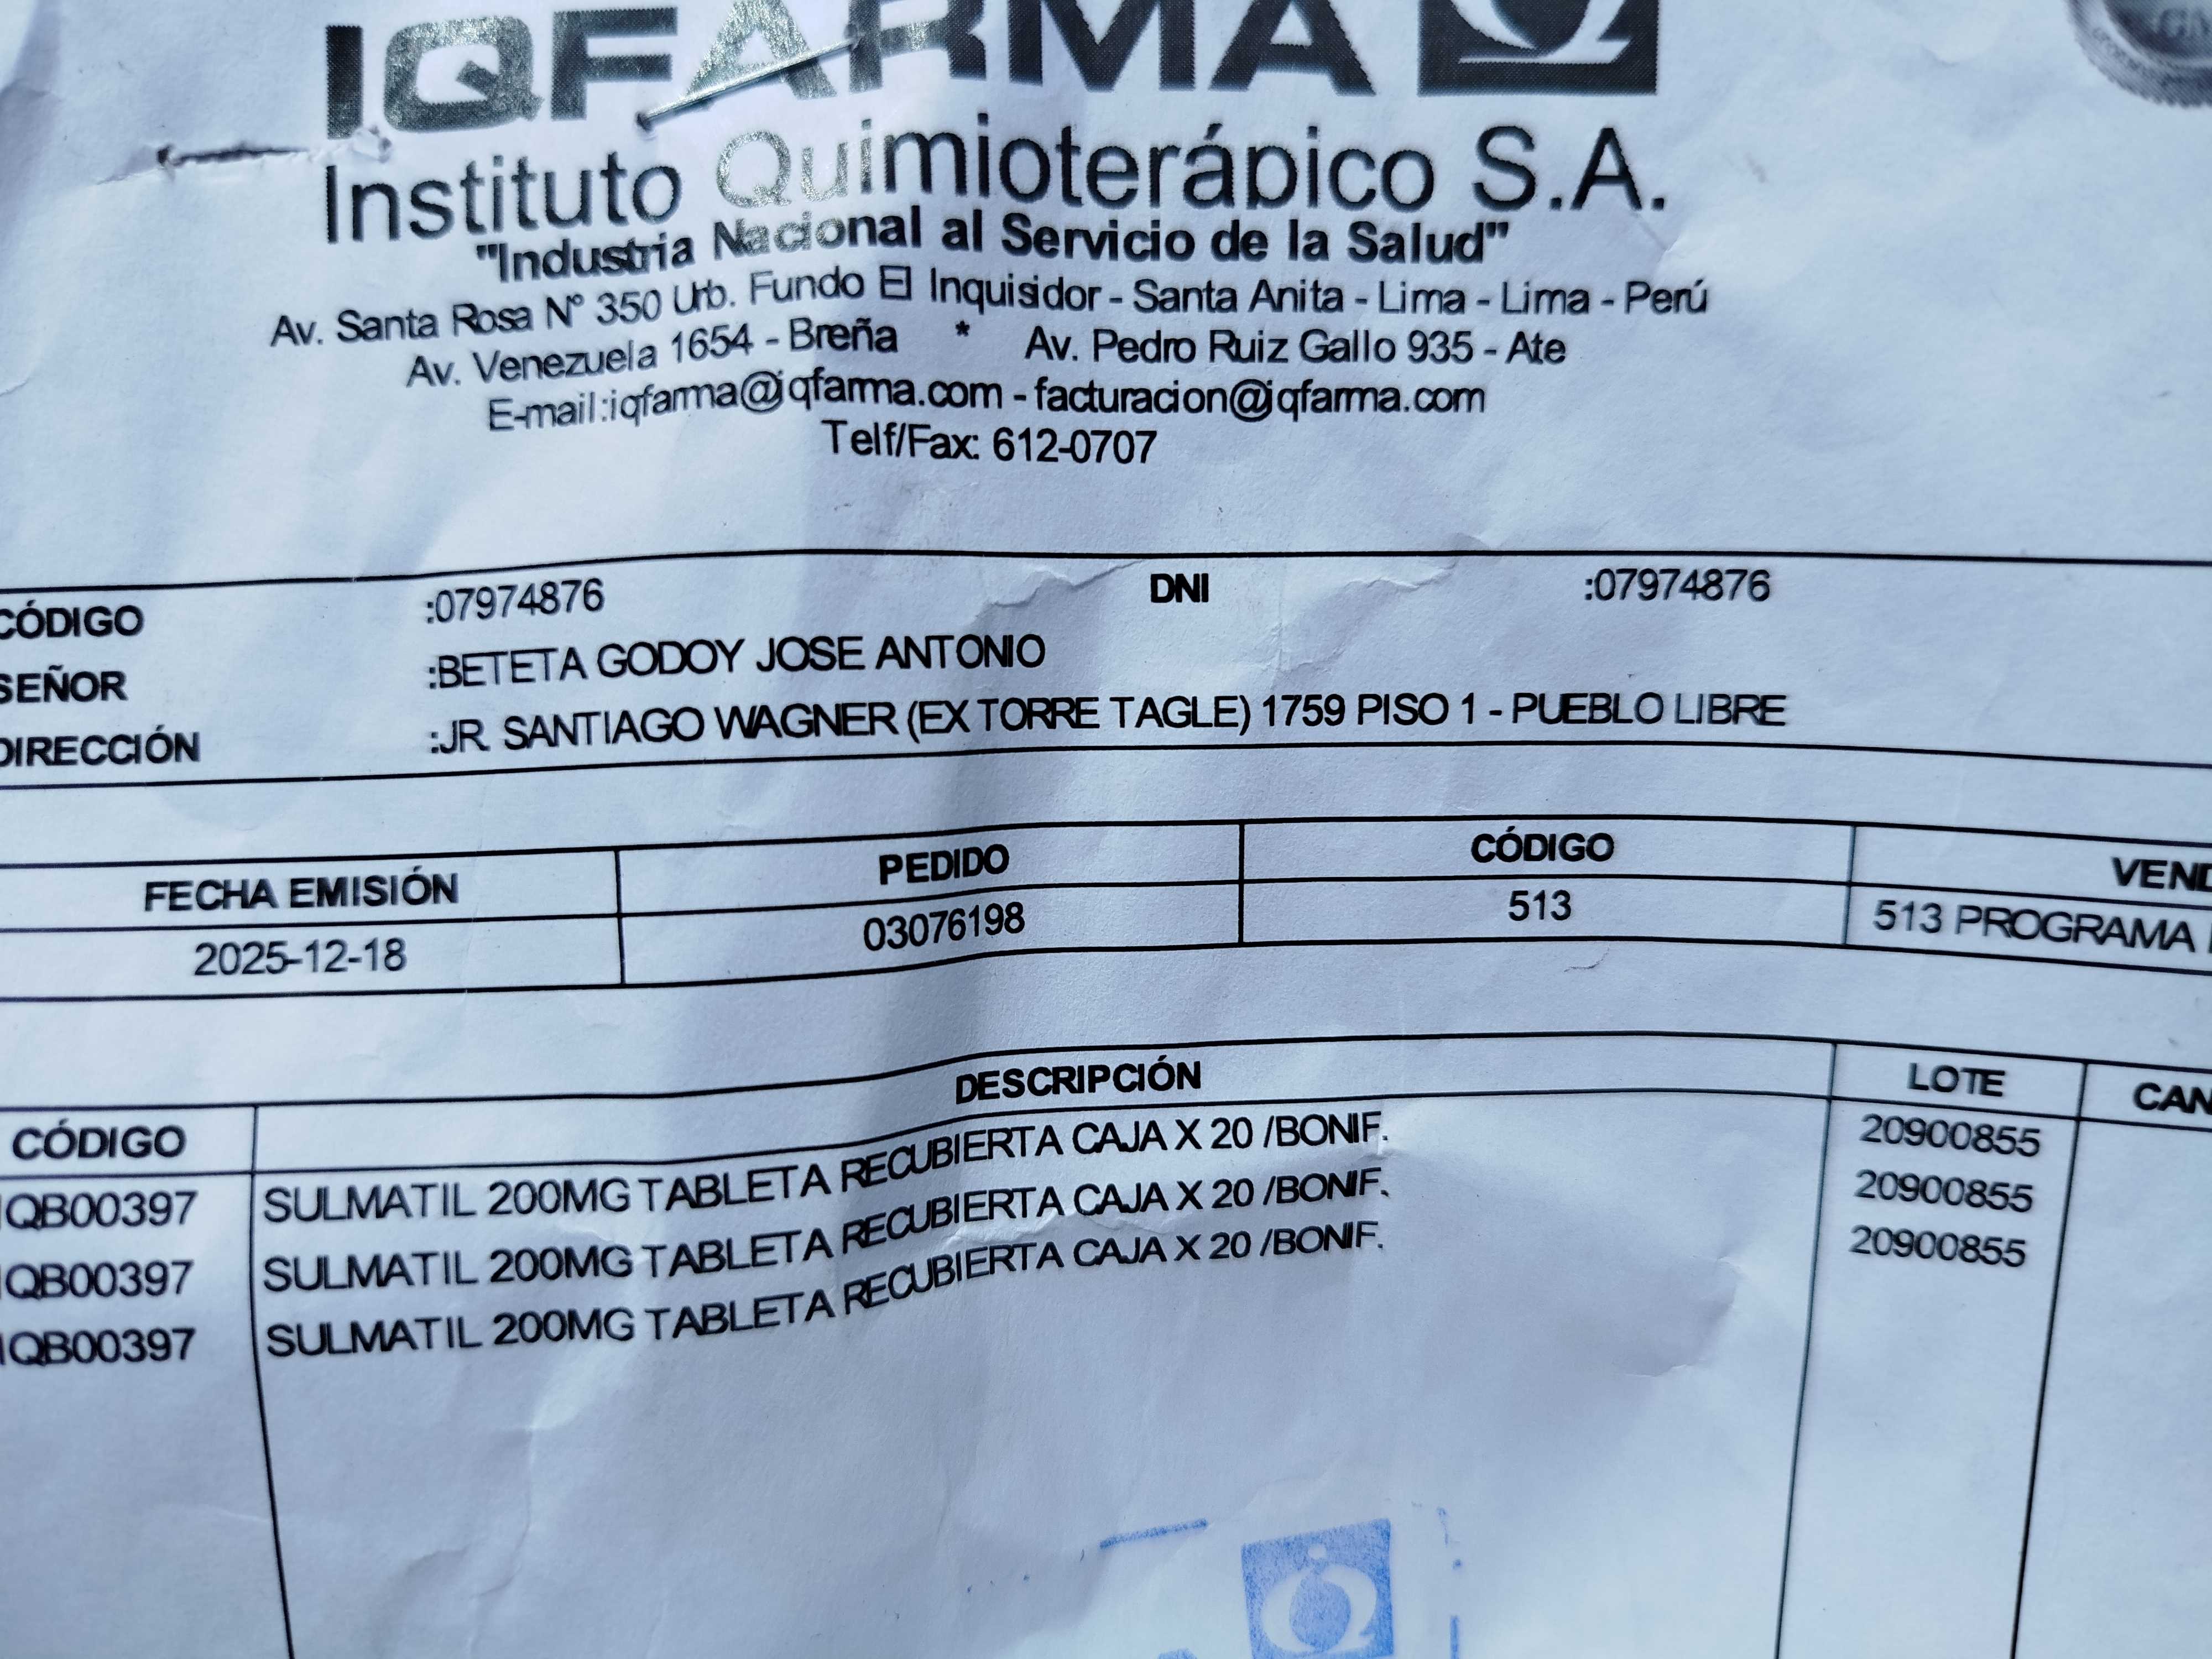 IQFARMA
Instituto Quimioterápico S.A.
"Industria Nacional al Servicio de la Salud"
Av. Santa Rosa N° 350 Urb. Fundo El Inquisidor - Santa Anita - Lima - Lima - Perú
Av. Venezuela 1654 - Breña * Av. Pedro Ruiz Gallo 935 - Ate
E-mail:iqfarma@iqfarma.com - facturacion@iqfarma.com
Telf/Fax: 612-0707
CÓDIGO :07974876 DNI :07974876
SEÑOR :BETETA GODOY JOSE ANTONIO
DIRECCIÓN :JR. SANTIAGO WAGNER (EX TORRE TAGLE) 1759 PISO 1 - PUEBLO LIBRE
FECHA EMISIÓN PEDIDO CÓDIGO VEND
2025-12-18 03076198 513 513 PROGRAMA
CÓDIGO DESCRIPCIÓN LOTE CAN
IQB00397 SULMATIL 200MG TABLETA RECUBIERTA CAJA X 20 /BONIF. 20900855
IQB00397 SULMATIL 200MG TABLETA RECUBIERTA CAJA X 20 /BONIF. 20900855
IQB00397 SULMATIL 200MG TABLETA RECUBIERTA CAJA X 20 /BONIF. 20900855